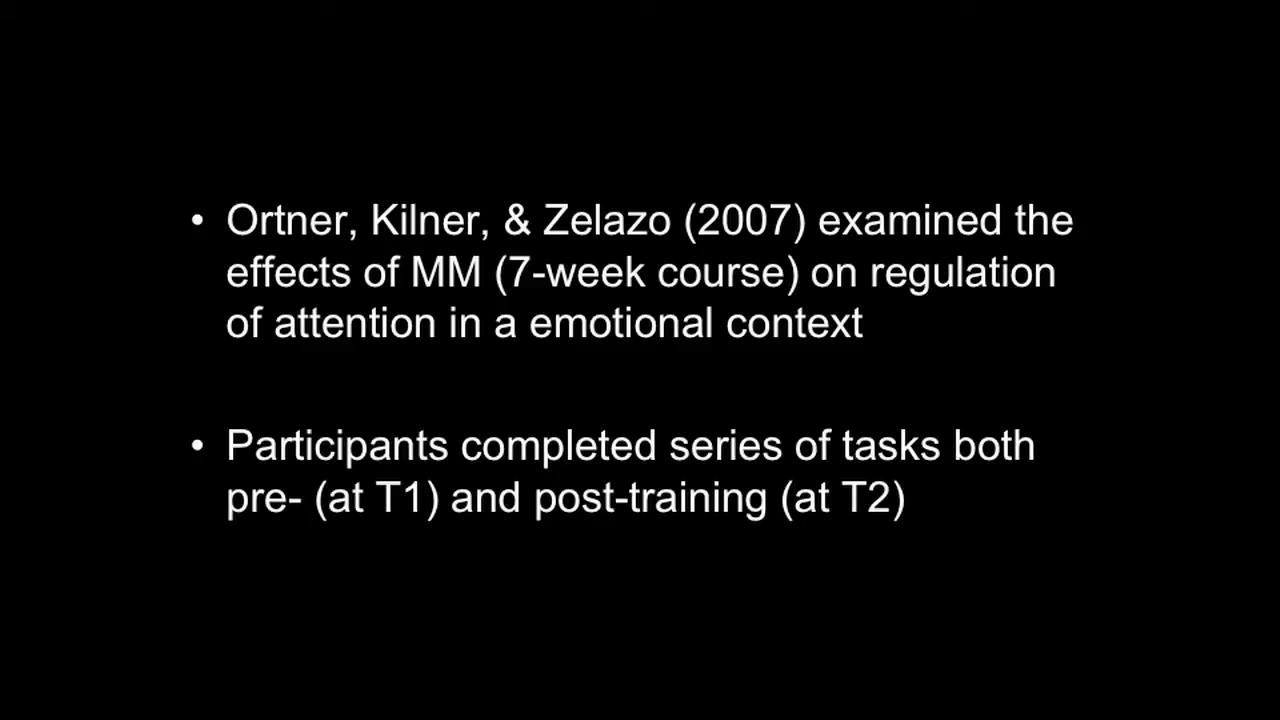 • Ortner, Kilner, & Zelazo (2007) examined the
effects of MM (7-week course) on regulation
of attention in a emotional context
• Participants completed series of tasks both
pre- (at T1) and post-training (at T2)